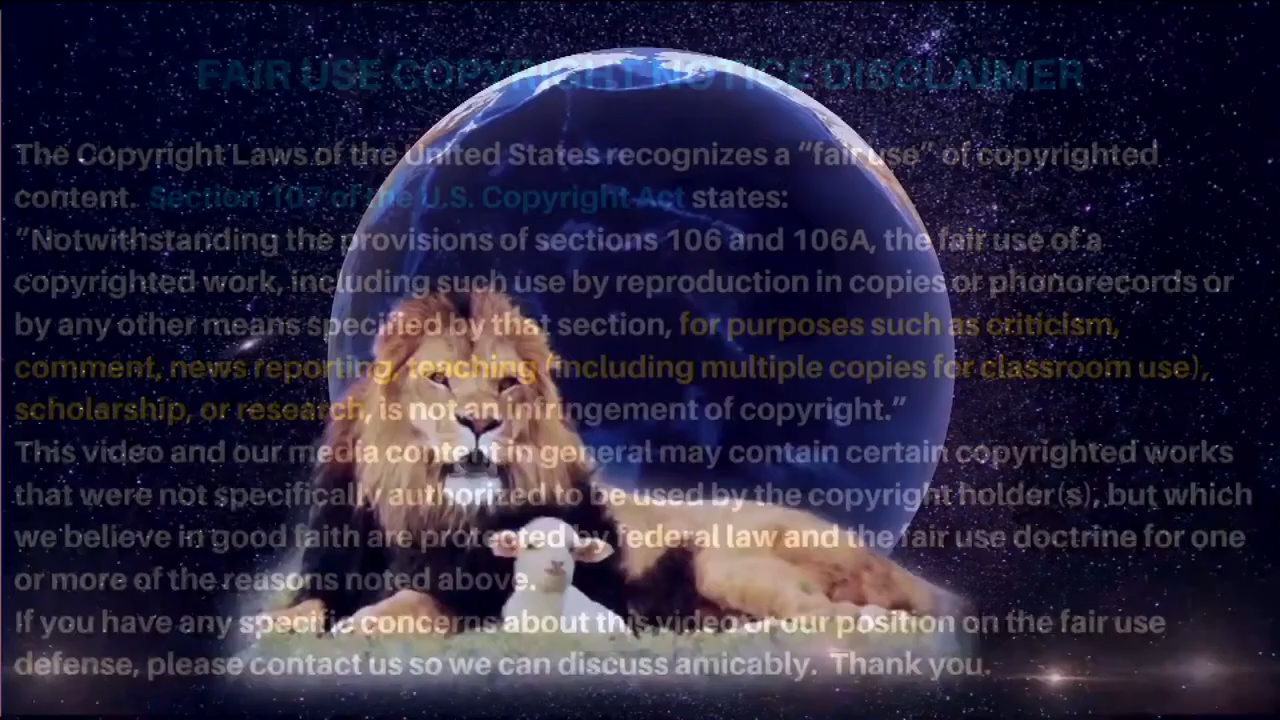 FAIR USE COPYRIGHT NOTICE DISCLAIMER
The Copyright Laws of the United States recognizes a “fair use” of copyrighted
content. Section 107 of the U.S. Copyright Act states:
“Notwithstanding the provisions of sections 106 and 106A, the fair use of a
copyrighted work, including such use by reproduction in copies or phonorecords or
by any other means specified by that section, for purposes such as criticism,
comment, news reporting, teaching (including multiple copies for classroom use),
scholarship, or research, is not an infringement of copyright.”
This video and our media content in general may contain certain copyrighted works
that were not specifically authorized to be used by the copyright holder(s), but which
we believe in good faith are protected by federal law and the fair use doctrine for one
or more of the reasons noted above.
If you have any specific concerns about this video or our position on the fair use
defense, please contact us so we can discuss amicably. Thank you.